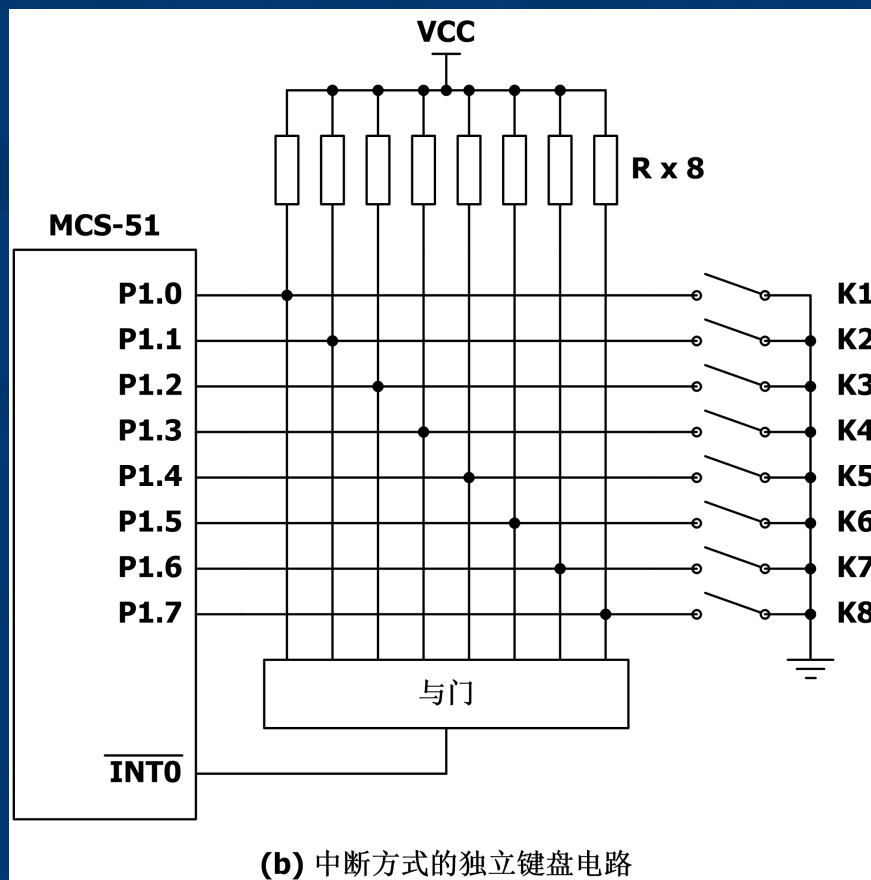 VCC
R x 8
MCS-51
P1.0 K1
P1.1 K2
P1.2 K3
P1.3 K4
P1.4 K5
P1.5 K6
P1.6 K7
P1.7 K8
与门
INT0
(b) 中断方式的独立键盘电路